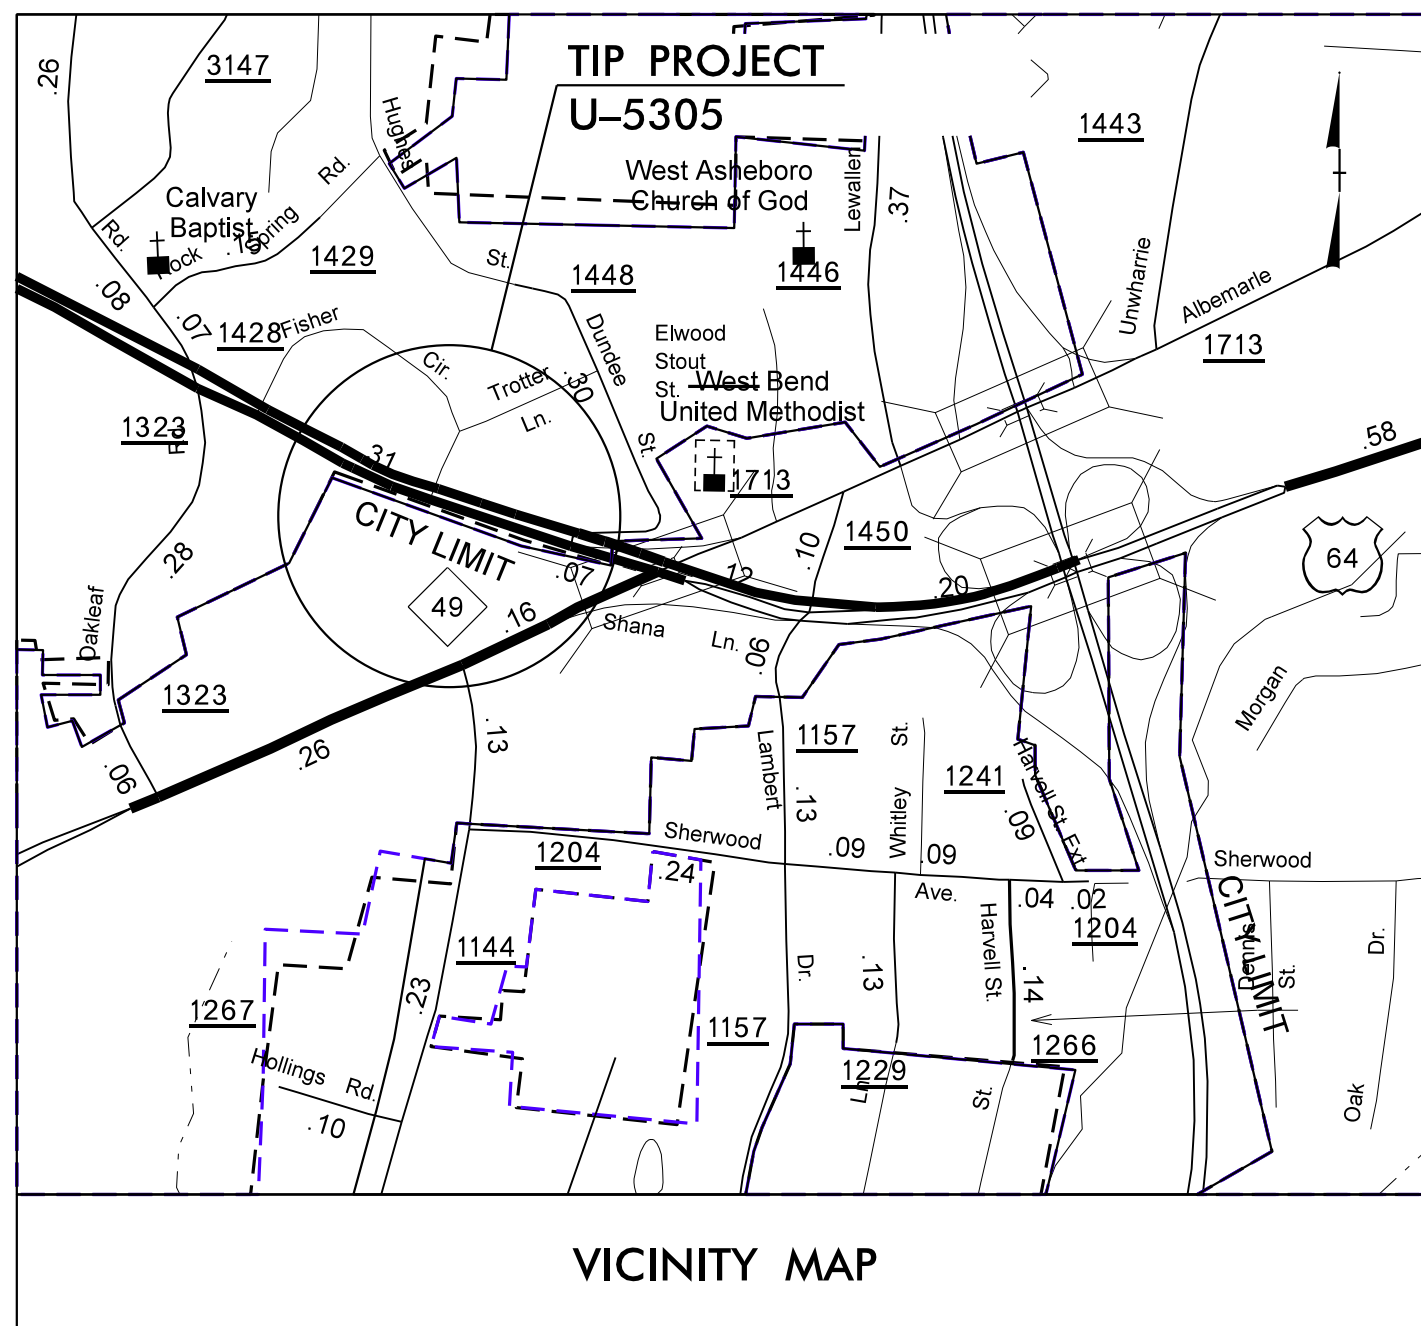 TIP PROJECT
U–5305
.26
3147
Hughes
1443
West Asheboro
Church of God
Lewallen
.37
Calvary
Baptist
Rd.
Rock
Spring
Rd.
.15
1429
St.
1448
1446
Unwharrie
Albemarle
1713
.08
.07
1428
Fisher
Cir.
Trotter
Ln.
.30
Dundee
St.
Elwood
Stout
St.
West Bend
United Methodist
1713
1323
Rd.
.31
CITY LIMIT
.58
64
1450
.10
.12
.20
.28
.07
49
.16
Shana
Ln.
.06
Oakleaf
1323
.13
.26
.06
Morgan
1157
St.
Lambert
1241
Harvell St. Ext
.13
Whitley
.09
.09
.09
Sherwood
1204
.24
Sherwood
Ave.
.04
.02
1204
CITY LIMIT
Dennis
St.
Dr.
1144
Harvell St.
Dr.
.13
.14
.23
1267
1157
1266
1229
Hollings
Rd.
.10
Ln.
St.
Oak
VICINITY MAP